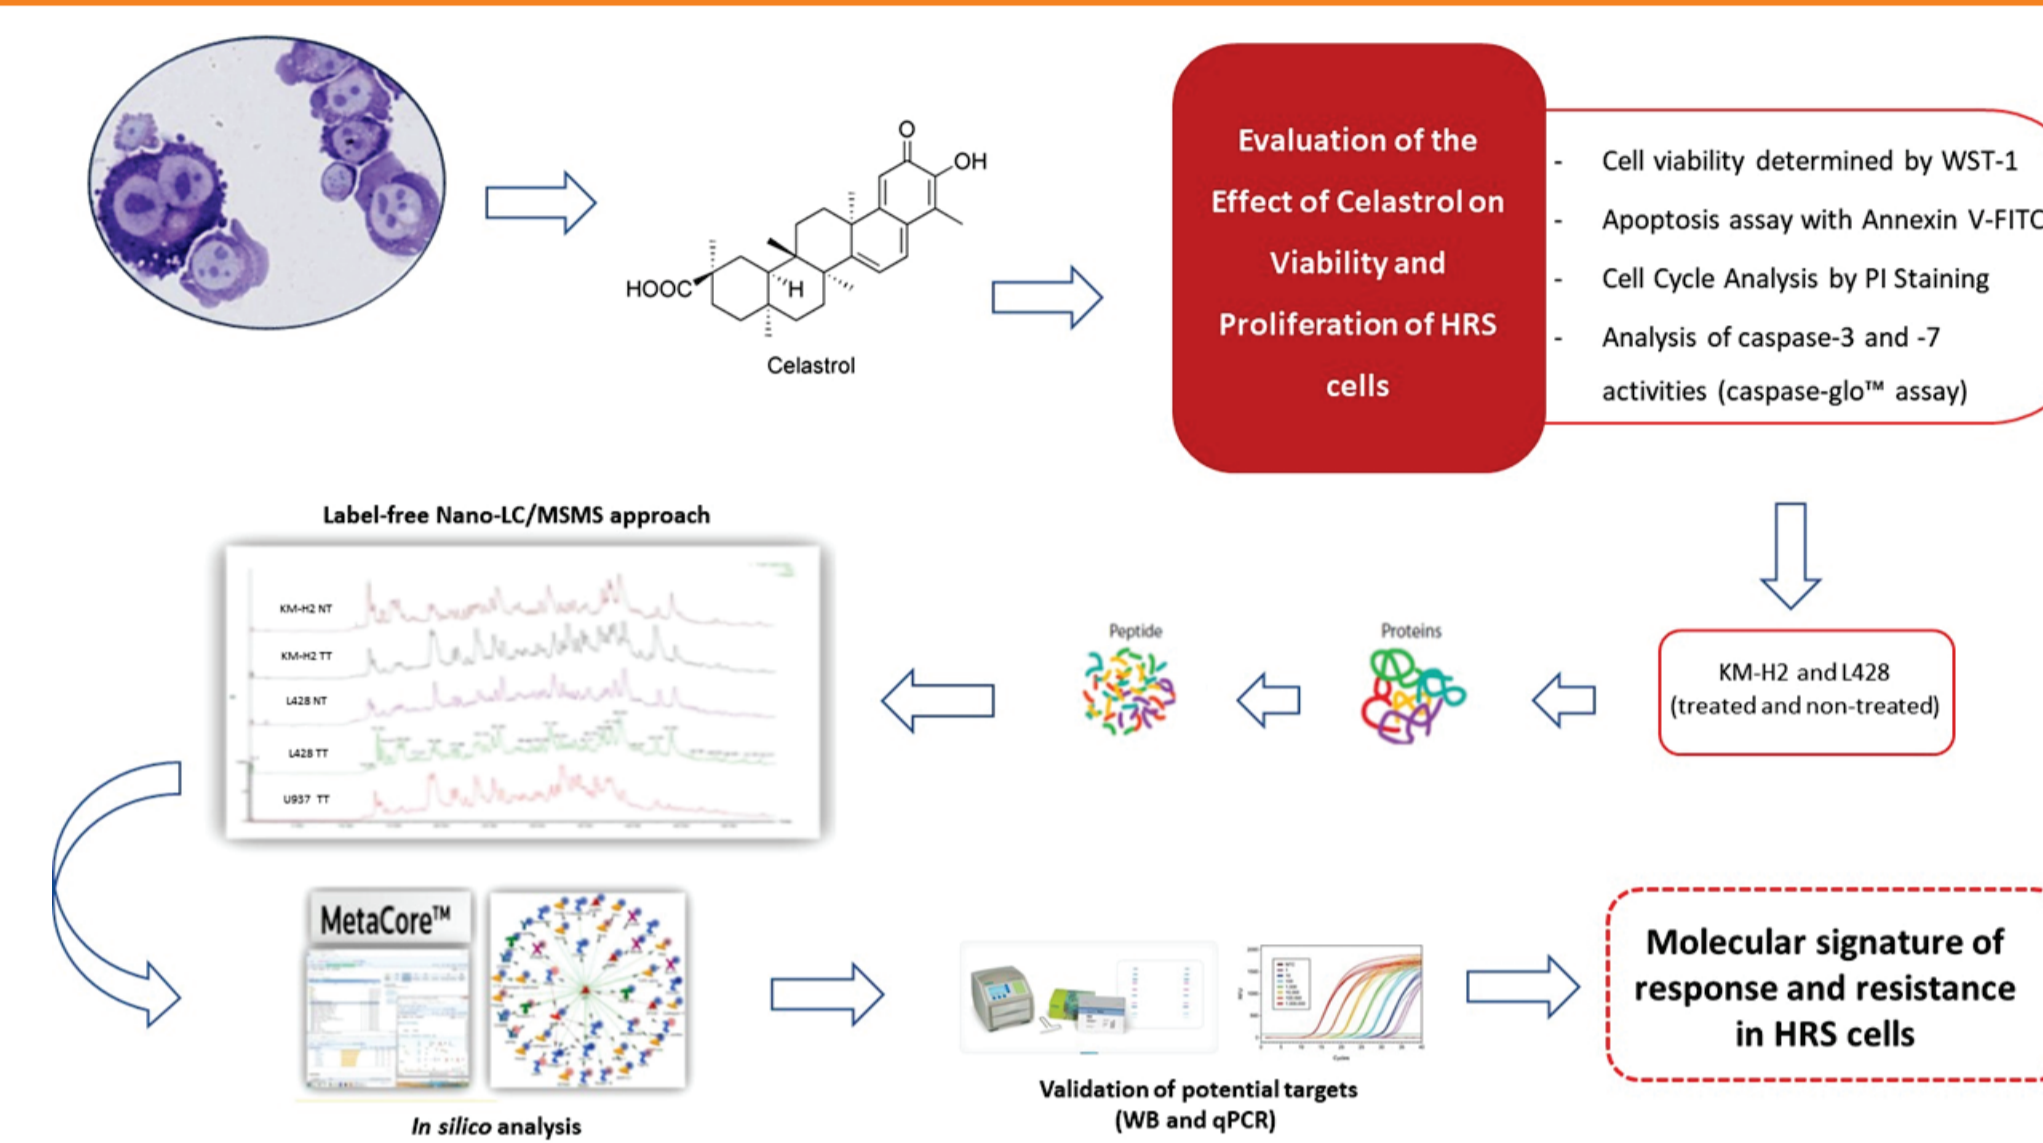 O
OH
HOOC
H
Celastrol
Evaluation of the
Effect of Celastrol on
Viability and
Proliferation of HRS
cells
- Cell viability determined by WST-1
- Apoptosis assay with Annexin V-FITC
- Cell Cycle Analysis by PI Staining
- Analysis of caspase-3 and -7
activities (caspase-glo™ assay)
Label-free Nano-LC/MSMS approach
KM-H2 NT
KM-H2 TT
L428 NT
L428 TT
U937 TT
Peptide
Proteins
KM-H2 and L428
(treated and non-treated)
MetaCore™
In silico analysis
Cycles
Validation of potential targets
(WB and qPCR)
Molecular signature of
response and resistance
in HRS cells